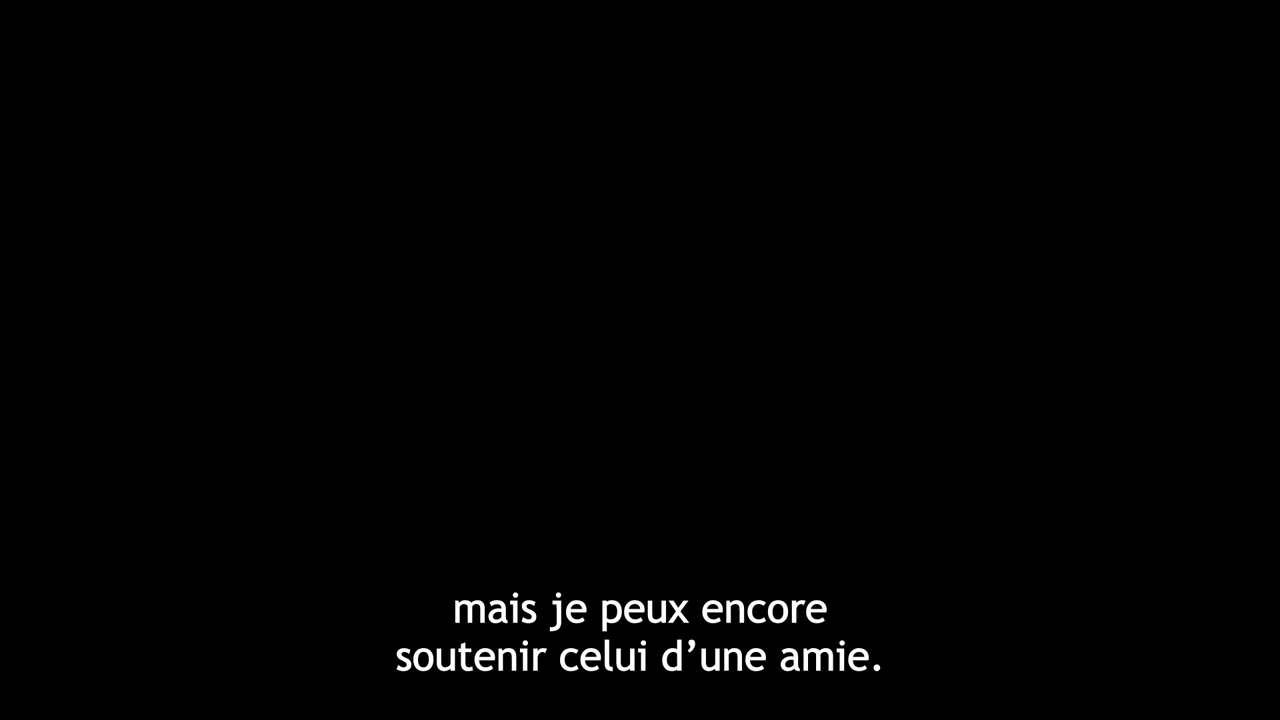 mais je peux encore
soutenir celui d’une amie.